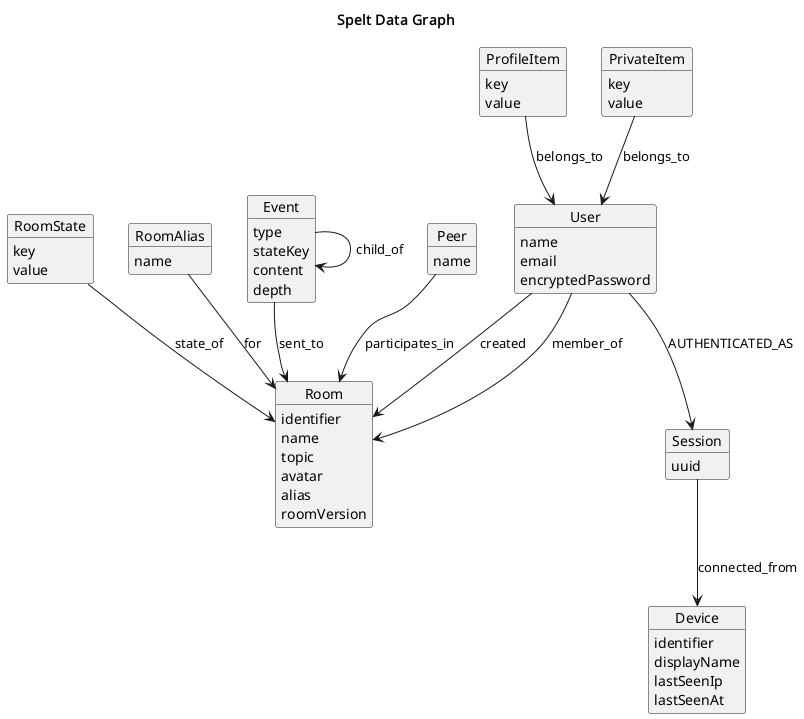 Spelt Data Graph
ProfileItem
key
value
PrivateItem
key
value
belongs_to
belongs_to
RoomState
key
value
RoomAlias
name
Event
type
stateKey
content
depth
child_of
Peer
name
User
name
email
encryptedPassword
state_of
for
sent_to
participates_in
created
member_of
AUTHENTICATED_AS
Room
identifier
name
topic
avatar
alias
roomVersion
Session
uuid
connected_from
Device
identifier
displayName
lastSeenIp
lastSeenAt